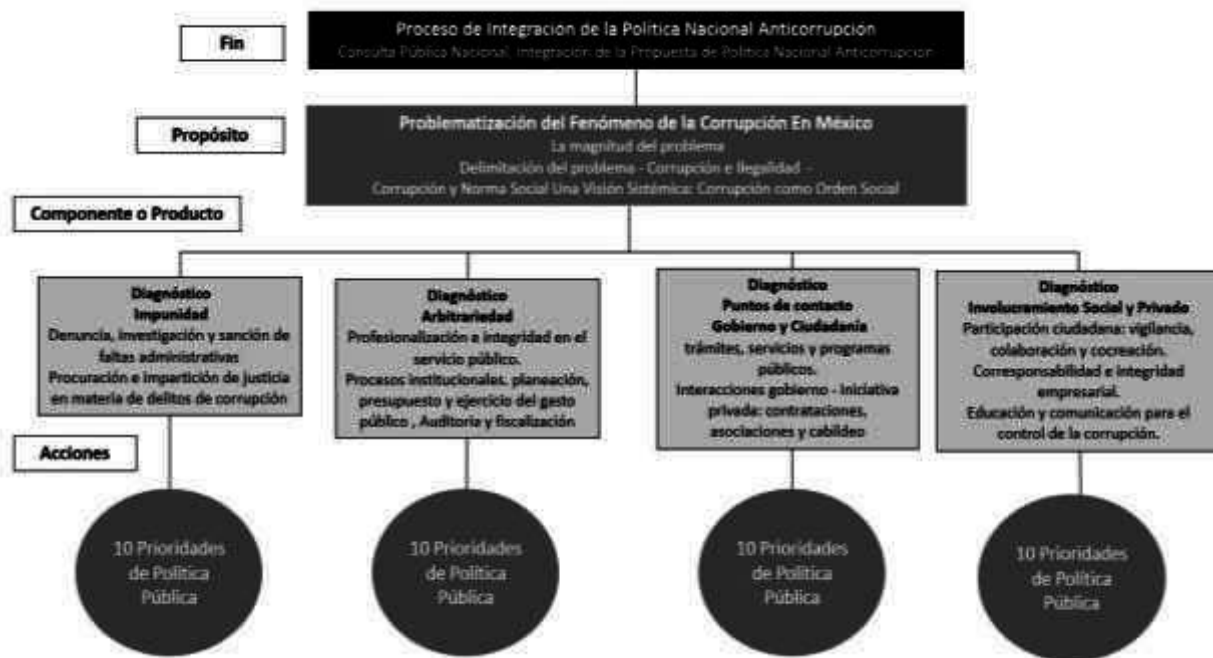 Fin
Proceso de Integración de la Política Nacional Anticorrupción
Consulta Pública Nacional, Integración de la Propuesta de Política Nacional Anticorrupción
Propósito
Problematización del Fenómeno de la Corrupción En México
La magnitud del problema
Delimitación del problema - Corrupción e Ilegalidad -
Corrupción y Norma Social Una Visión Sistémica: Corrupción como Orden Social
Componente o Producto
Diagnóstico
Impunidad
Denuncia, investigación y sanción de
faltas administrativas
Procuración e impartición de justicia
en materia de delitos de corrupción
Diagnóstico
Arbitrariedad
Profesionalización e integridad en el
servicio público.
Procesos institucionales. planeación,
presupuesto y ejercicio del gasto
público , Auditoria y fiscalización
Diagnóstico
Puntos de contacto
Gobierno y Ciudadanía
trámites, servicios y programas
públicos.
Interacciones gobierno - iniciativa
privada: contrataciones,
asociaciones y cabildeo
Diagnóstico
Involucramiento Social y Privado
Participación ciudadana: vigilancia,
colaboración y cocreación.
Corresponsabilidad e integridad
empresarial.
Educación y comunicación para el
control de la corrupción.
Acciones
10 Prioridades
de Política
Pública
10 Prioridades
de Política
Pública
10 Prioridades
de Política
Pública
10 Prioridades
de Política
Pública